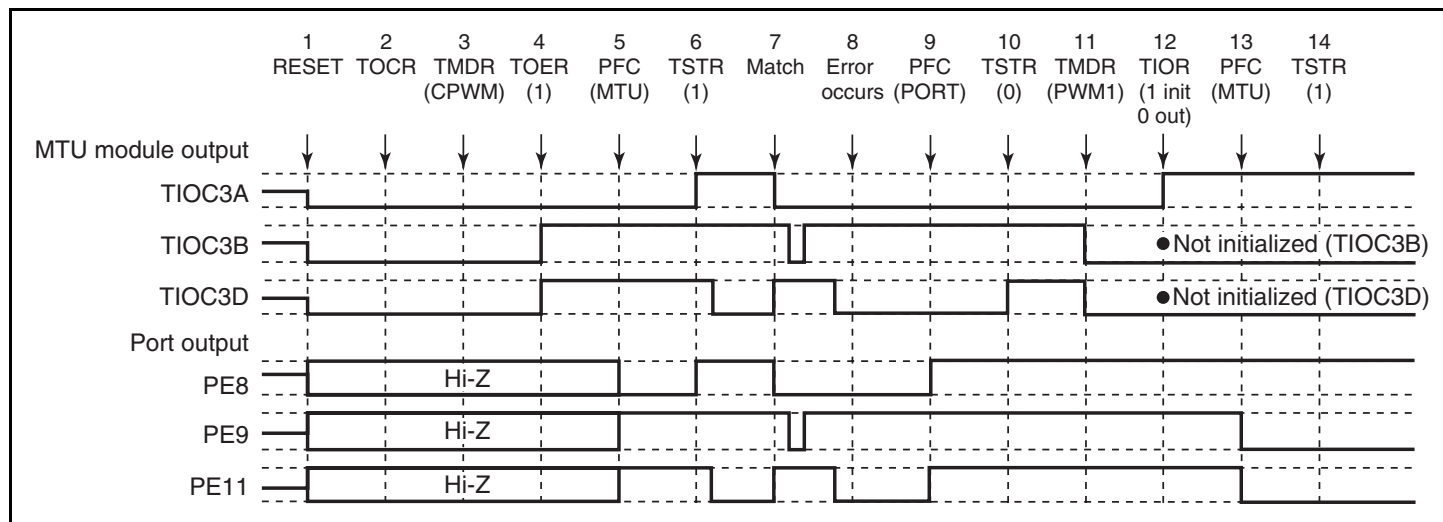 1 2 3 4 5 6 7 8 9 10 11 12 13 14
RESET TOCR TMDR TOER PFC TSTR Match Error PFC TSTR TMDR TIOR PFC TSTR
(CPWM) (1) (MTU) (1) occurs (PORT) (0) (PWM1) (1 init (MTU) (1)
0 out)
MTU module output
TIOC3A
TIOC3B ●Not initialized (TIOC3B)
TIOC3D ●Not initialized (TIOC3D)
Port output
PE8 Hi-Z
PE9 Hi-Z
PE11 Hi-Z